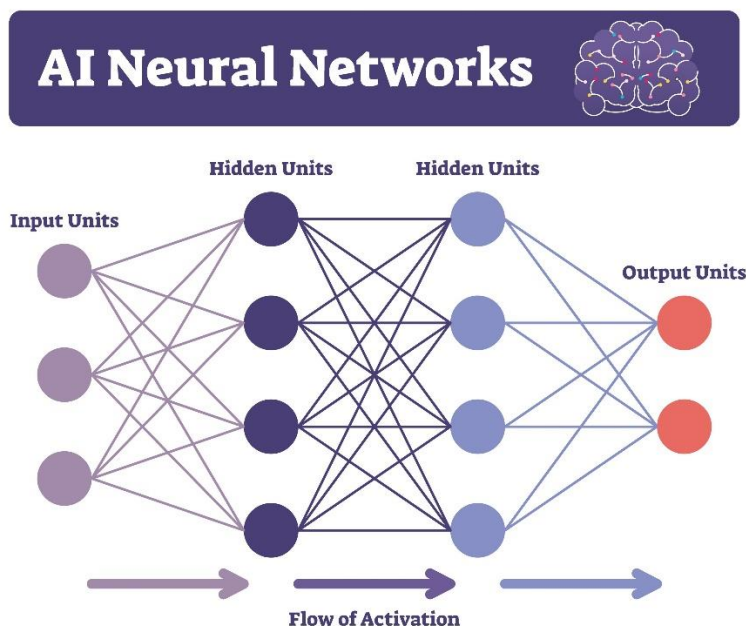 AI Neural Networks
Hidden Units
Hidden Units
Input Units
Output Units
Flow of Activation